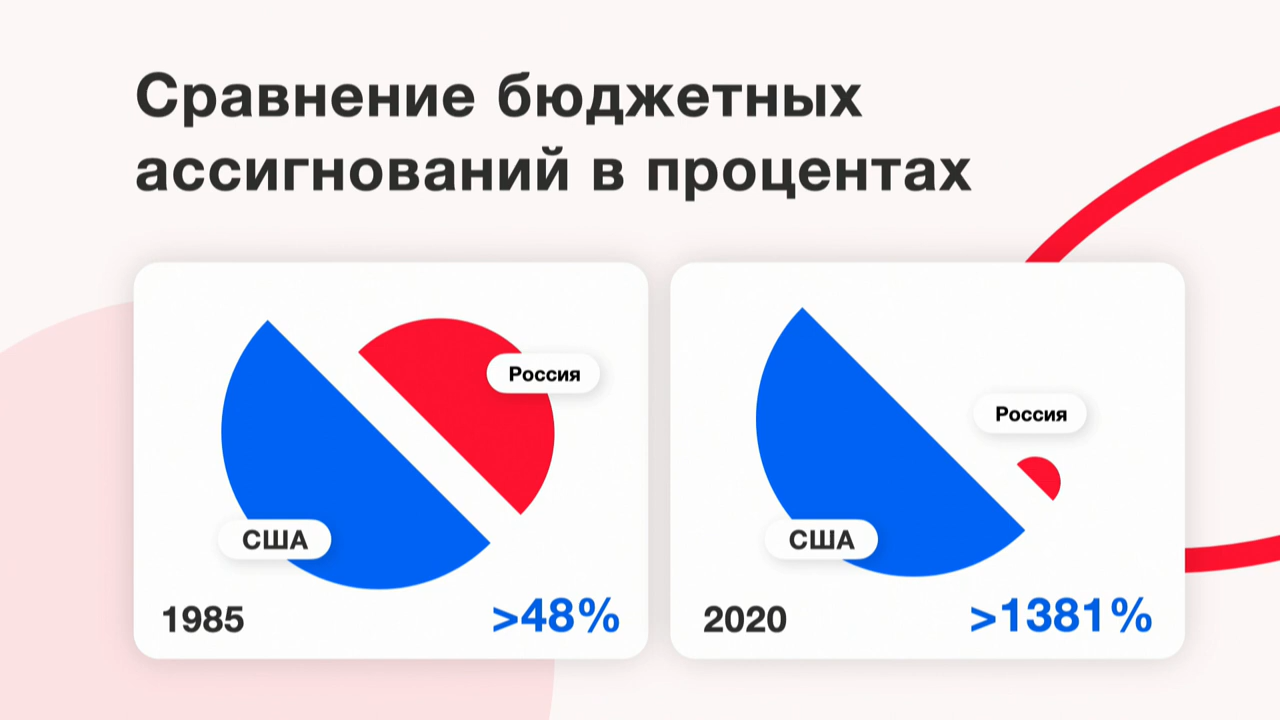 Сравнение бюджетных
ассигнований в процентах
Россия
США
1985
>48%
Россия
США
2020
>1381%